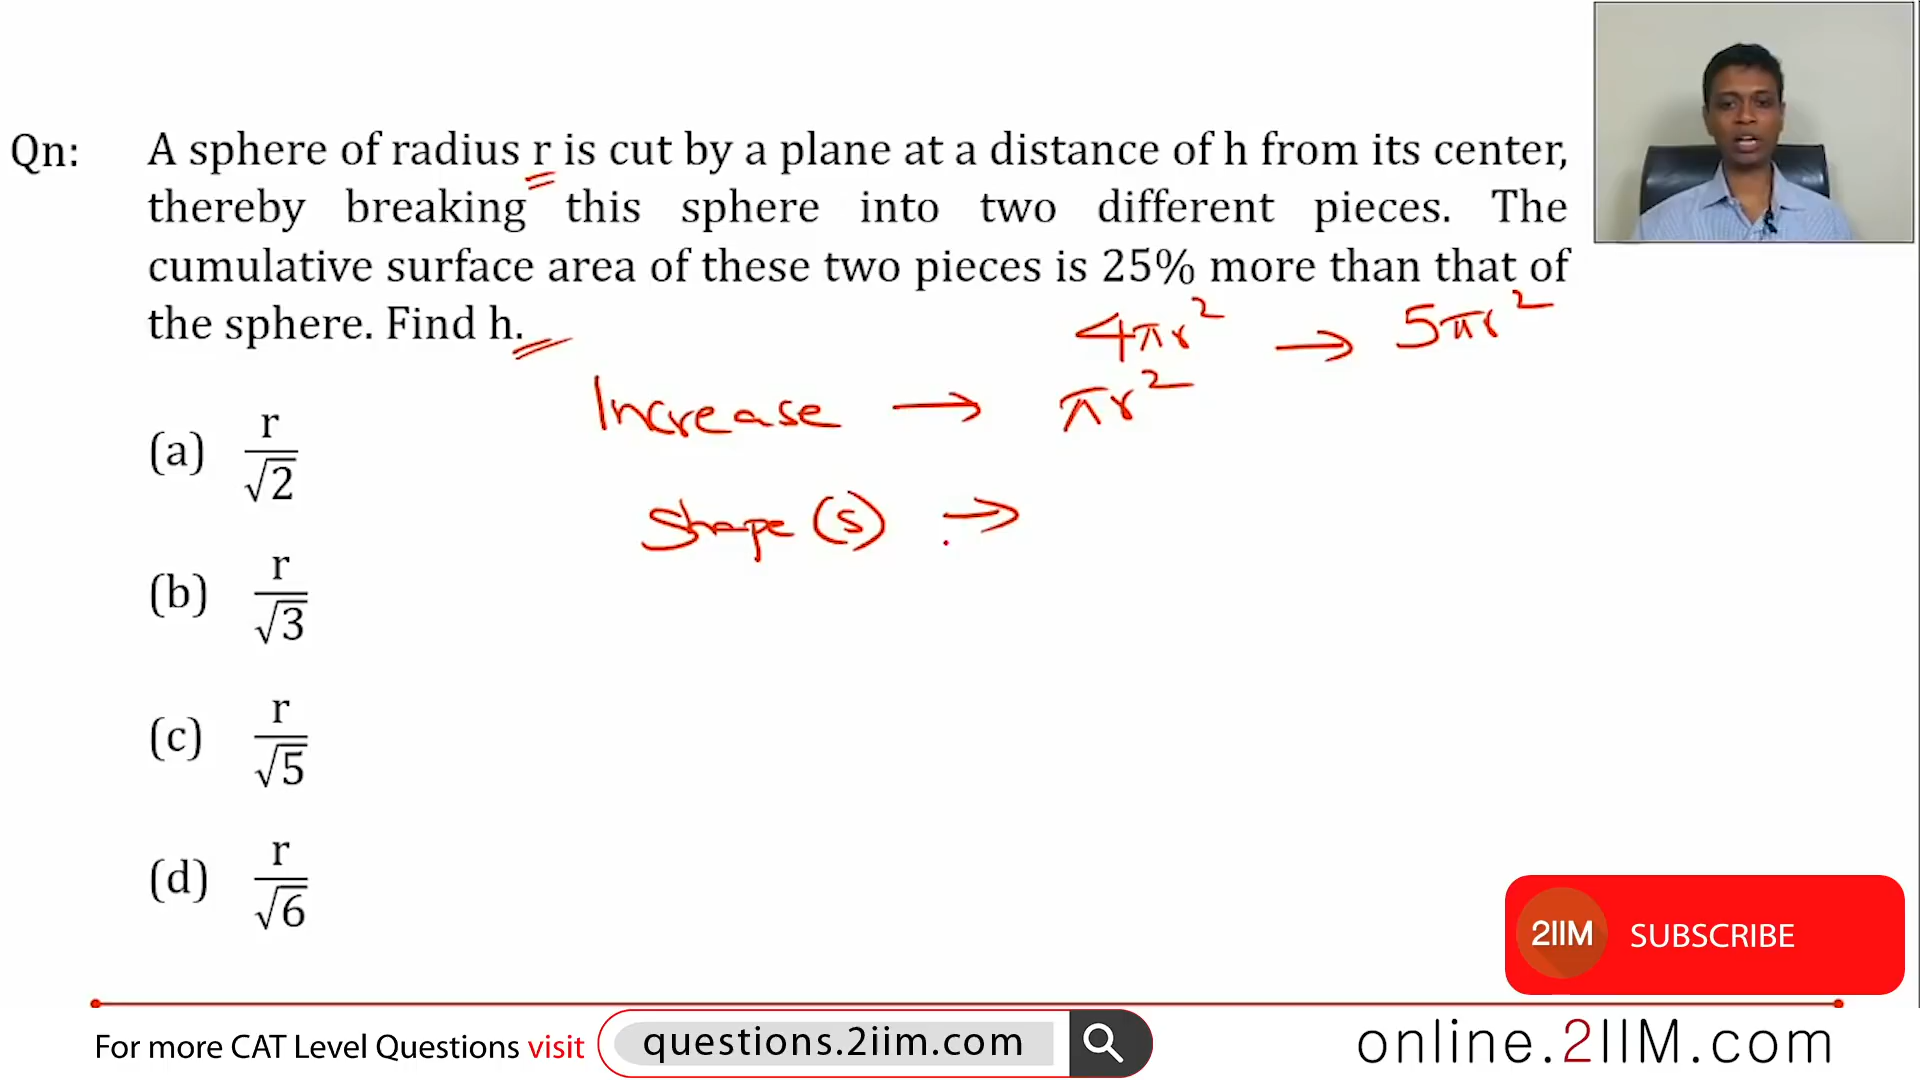 Qn: A sphere of radius r is cut by a plane at a distance of h from its center,
thereby breaking this sphere into two different pieces. The
cumulative surface area of these two pieces is 25% more than that of
the sphere. Find h.
4πr² → 5πr²
Increase → πr²
(a) r/√2
Shape(s) →
(b) r/√3
(c) r/√5
(d) r/√6
2IIM SUBSCRIBE
For more CAT Level Questions visit questions.2iim.com online.2IIM.com